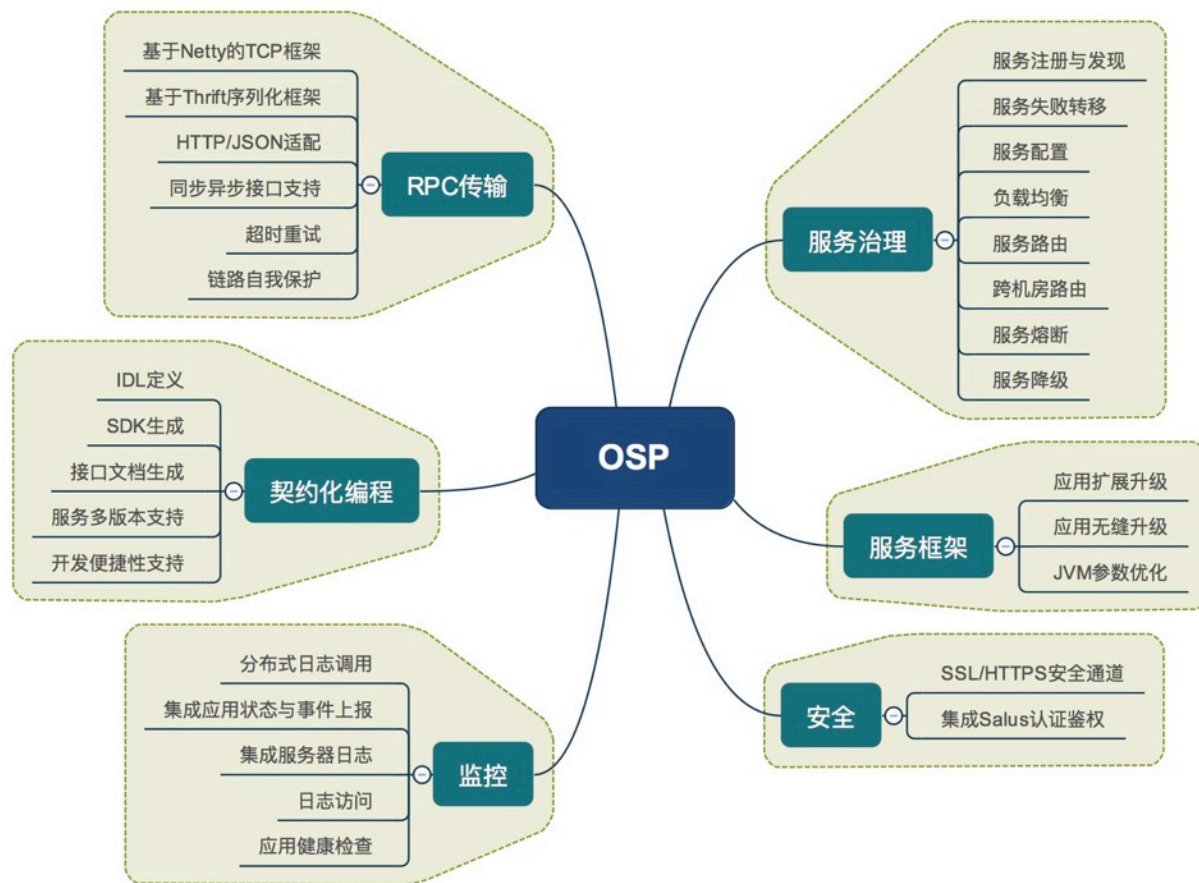 OSP
RPC传输
基于Netty的TCP框架
基于Thrift序列化框架
HTTP/JSON适配
同步异步接口支持
超时重试
链路自我保护
契约化编程
IDL定义
SDK生成
接口文档生成
服务多版本支持
开发便捷性支持
监控
分布式日志调用
集成应用状态与事件上报
集成服务器日志
日志访问
应用健康检查
服务治理
服务注册与发现
服务失败转移
服务配置
负载均衡
服务路由
跨机房路由
服务熔断
服务降级
服务框架
应用扩展升级
应用无缝升级
JVM参数优化
安全
SSL/HTTPS安全通道
集成Salus认证鉴权